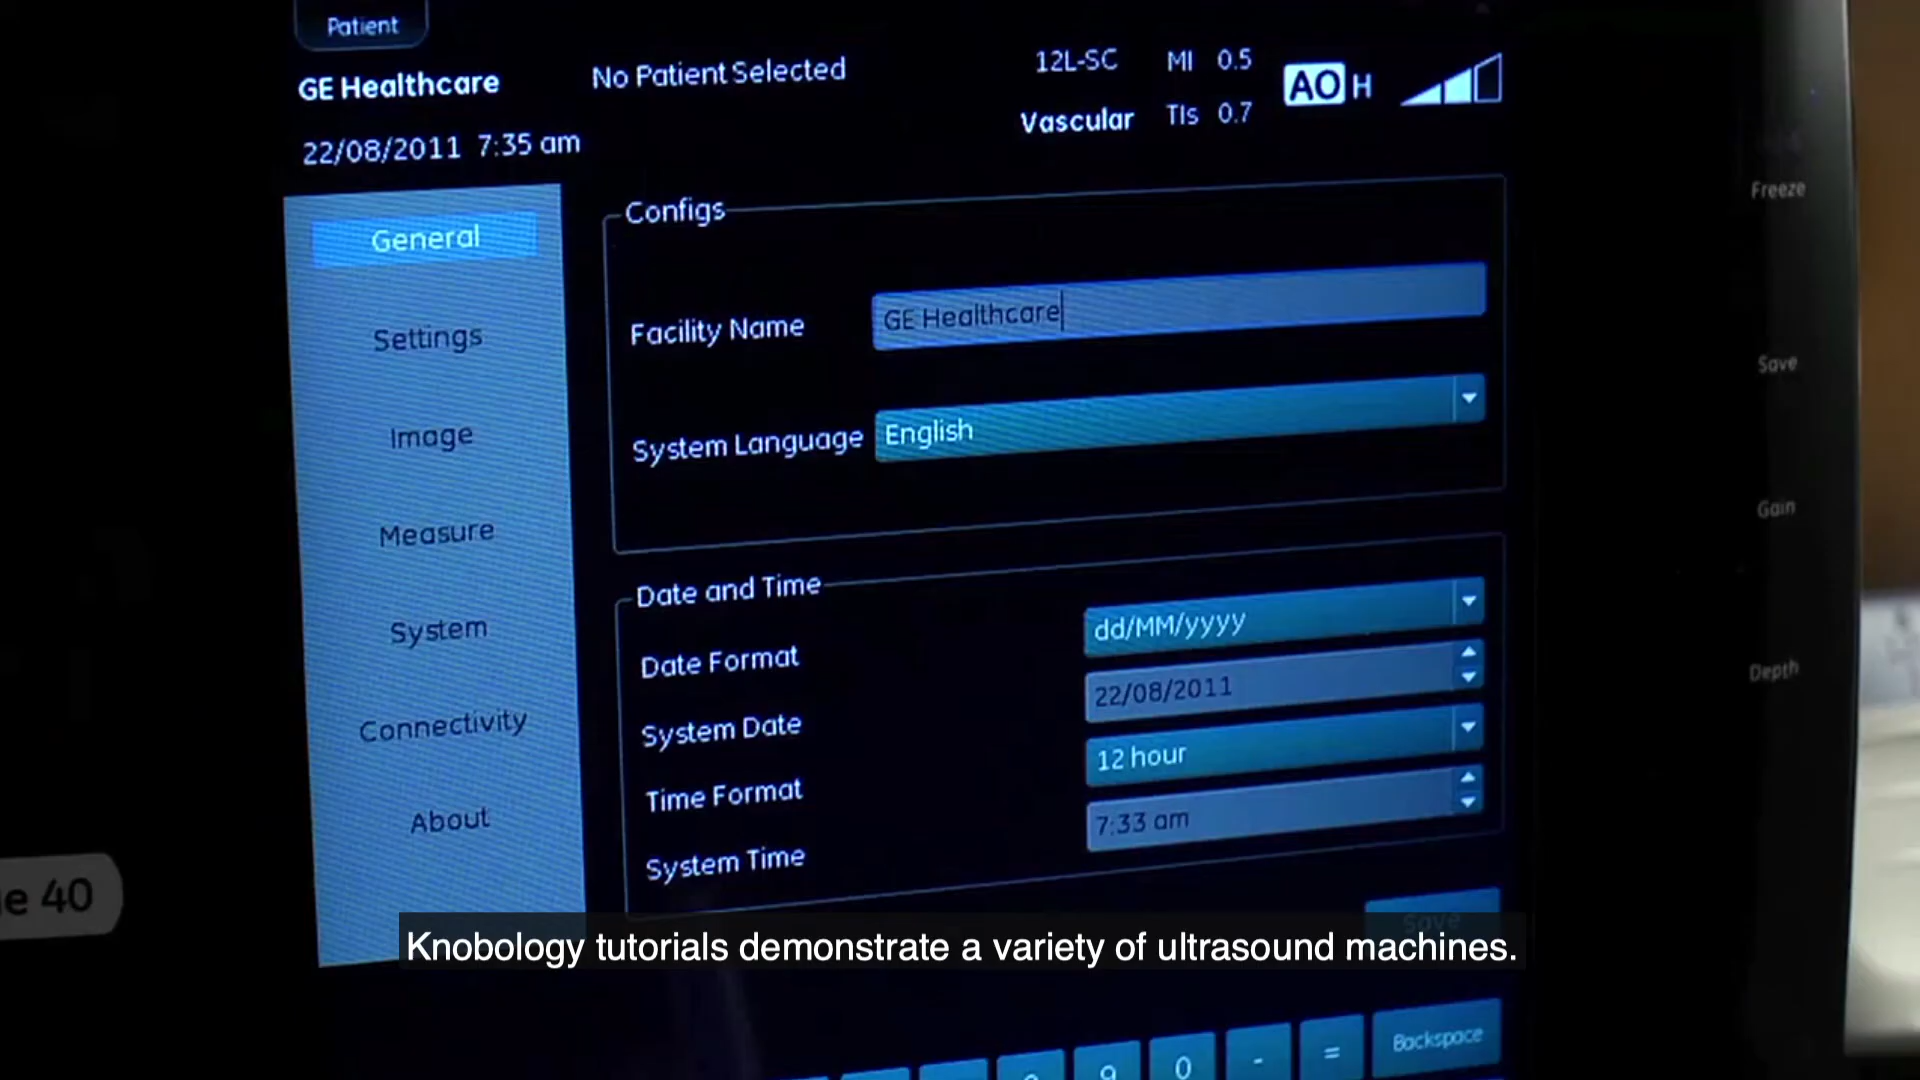 Patient
GE Healthcare
No Patient Selected
12L-SC MI 0.5
AO H
Vascular TIs 0.7
22/08/2011 7:35 am
General
Settings
Image
Measure
System
Connectivity
About
Configs
Facility Name GE Healthcare
System Language English
Date and Time
Date Format dd/MM/yyyy
System Date 22/08/2011
Time Format 12 hour
System Time 7:33 am
Save
Freeze
Save
Gain
Depth
40
Knobology tutorials demonstrate a variety of ultrasound machines.
9 0 - = Backspace